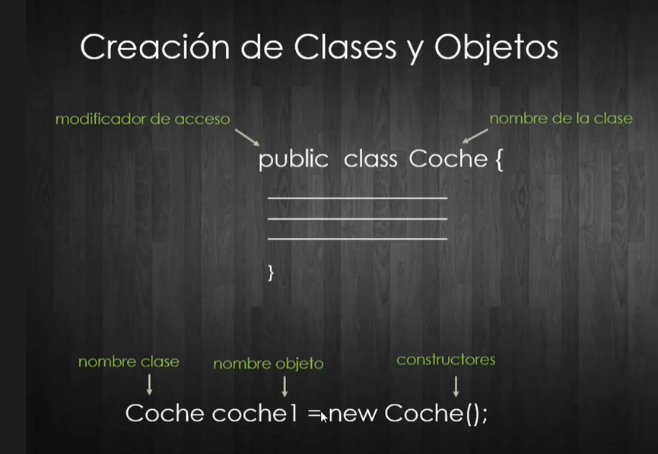 Creación de Clases y Objetos
modificador de acceso
nombre de la clase
public class Coche {
}
nombre clase
nombre objeto
constructores
Coche coche1 = new Coche();